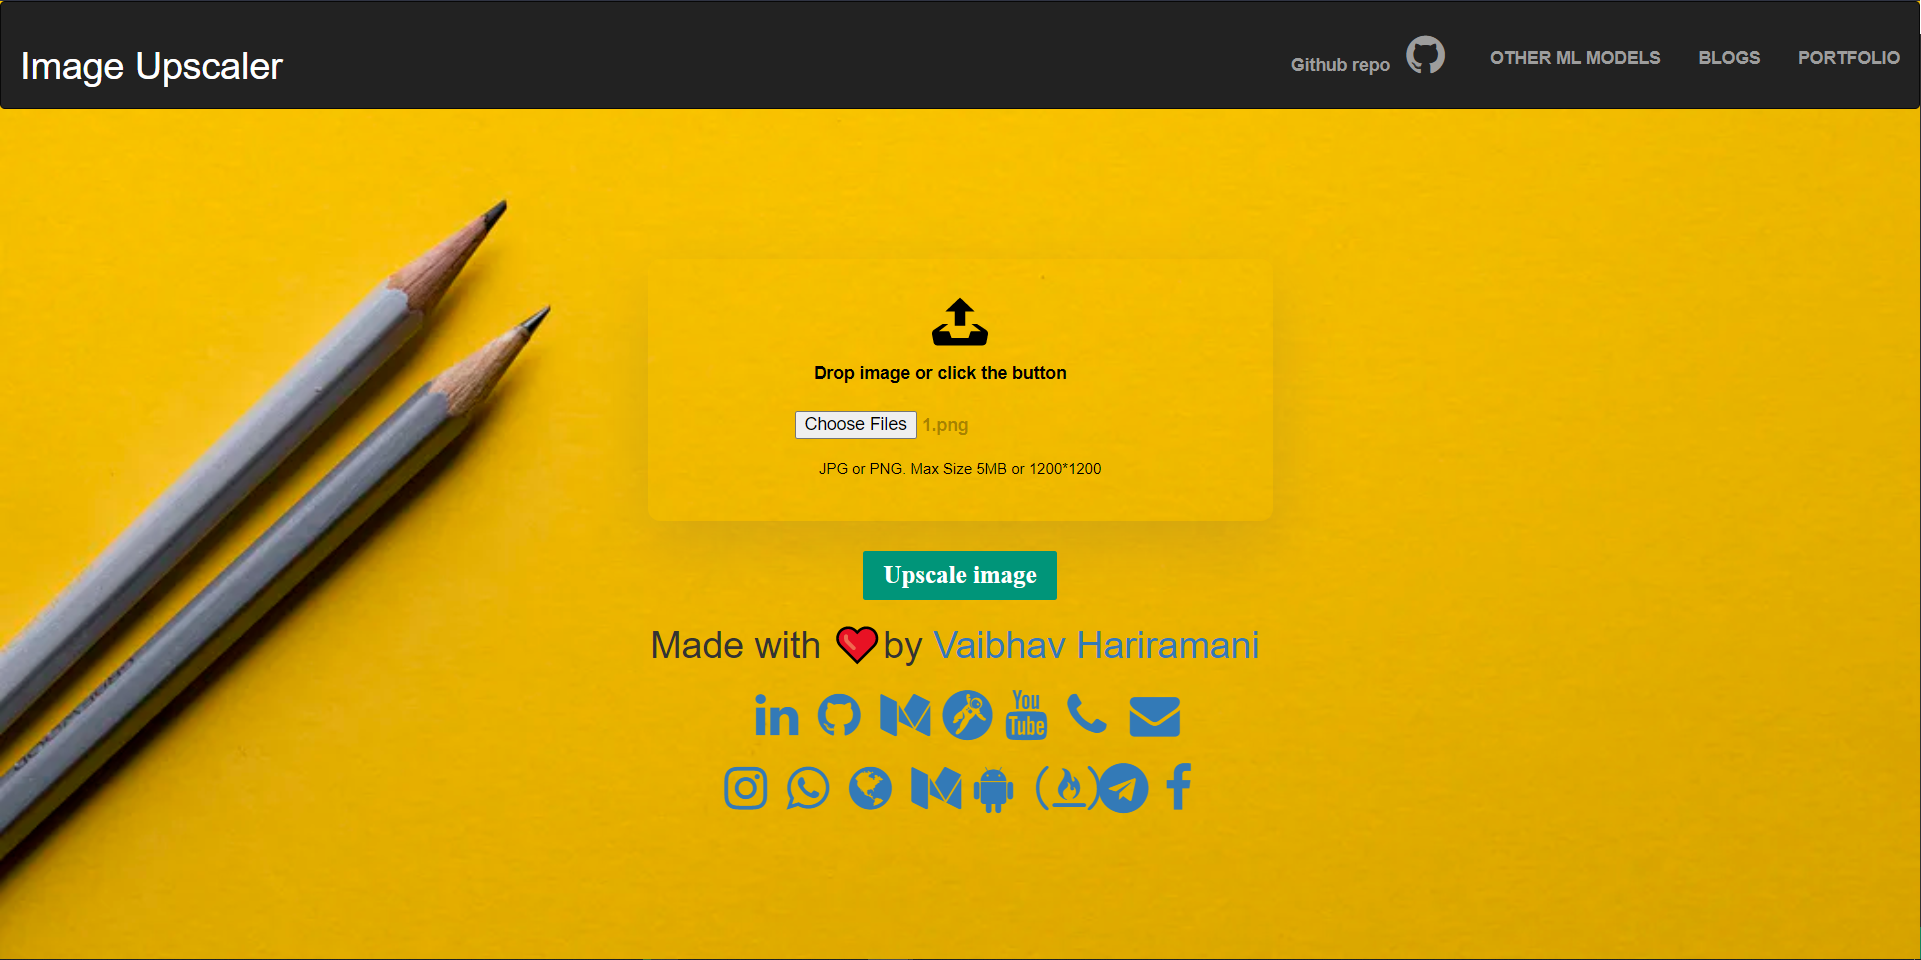 Image Upscaler
Github repo OTHER ML MODELS BLOGS PORTFOLIO
Drop image or click the button
Choose Files 1.png
JPG or PNG. Max Size 5MB or 1200*1200
Upscale image
Made with by Vaibhav Hariramani
in You Tube